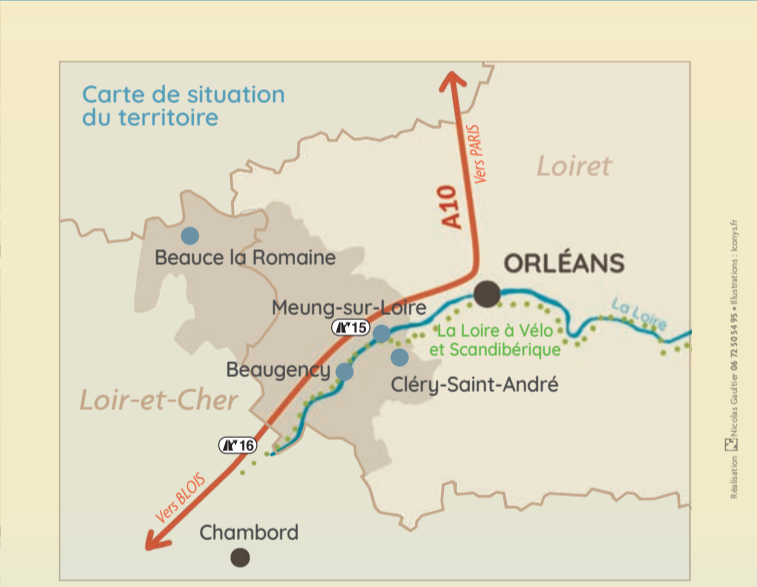 Carte de situation
du territoire
Vers PARIS
Loiret
A10
Beauce la Romaine
ORLÉANS
Meung-sur-Loire
La Loire
15
La Loire à Vélo
et Scandibérique
Beaugency
Cléry-Saint-André
Loir-et-Cher
16
Vers BLOIS
Chambord
Réalisation Nicolas Gaultier 06 72 50 54 95 • Illustrations : Iconys.fr